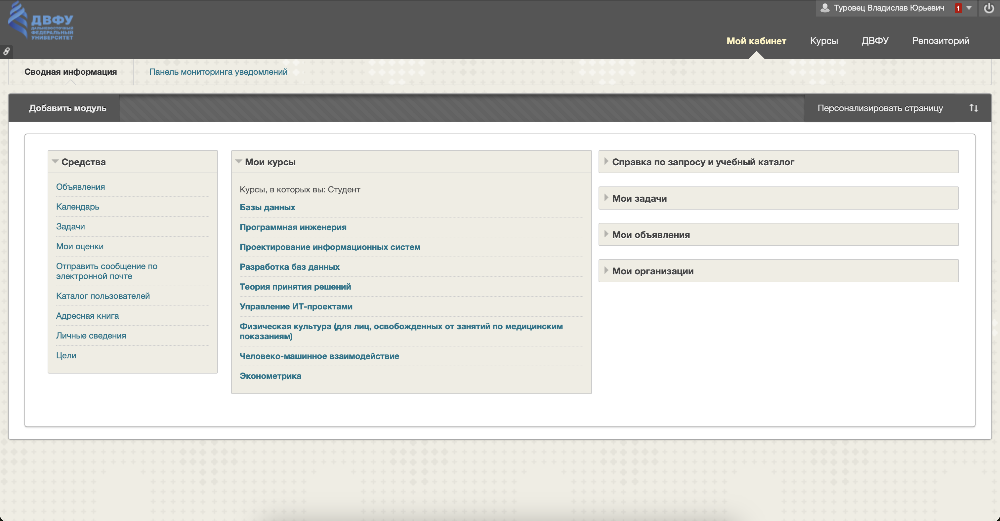 ДВФУ
ДАЛЬНЕВОСТОЧНЫЙ
ФЕДЕРАЛЬНЫЙ
УНИВЕРСИТЕТ
Туровец Владислав Юрьевич 1
Мой кабинет Курсы ДВФУ Репозиторий
Сводная информация Панель мониторинга уведомлений
Добавить модуль Персонализировать страницу
Средства
Объявления
Календарь
Задачи
Мои оценки
Отправить сообщение по
электронной почте
Каталог пользователей
Адресная книга
Личные сведения
Цели
Мои курсы
Курсы, в которых вы: Студент
Базы данных
Программная инженерия
Проектирование информационных систем
Разработка баз данных
Теория принятия решений
Управление ИТ-проектами
Физическая культура (для лиц, освобожденных от занятий по медицинским
показаниям)
Человеко-машинное взаимодействие
Эконометрика
Справка по запросу и учебный каталог
Мои задачи
Мои объявления
Мои организации